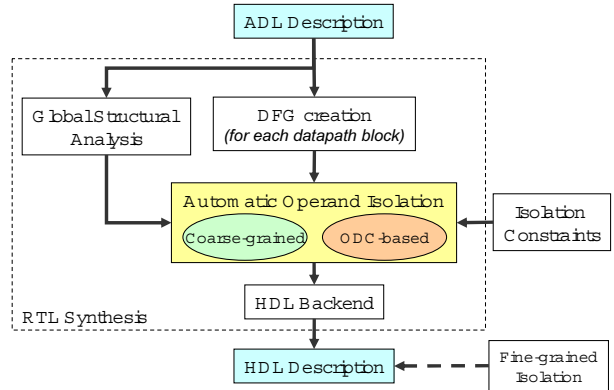 ADL Description
Global Structural
Analysis
DFG creation
(for each datapath block)
Automatic Operand Isolation
Coarse-grained
ODC-based
Isolation
Constraints
HDL Backend
RTL Synthesis
HDL Description
Fine-grained
Isolation